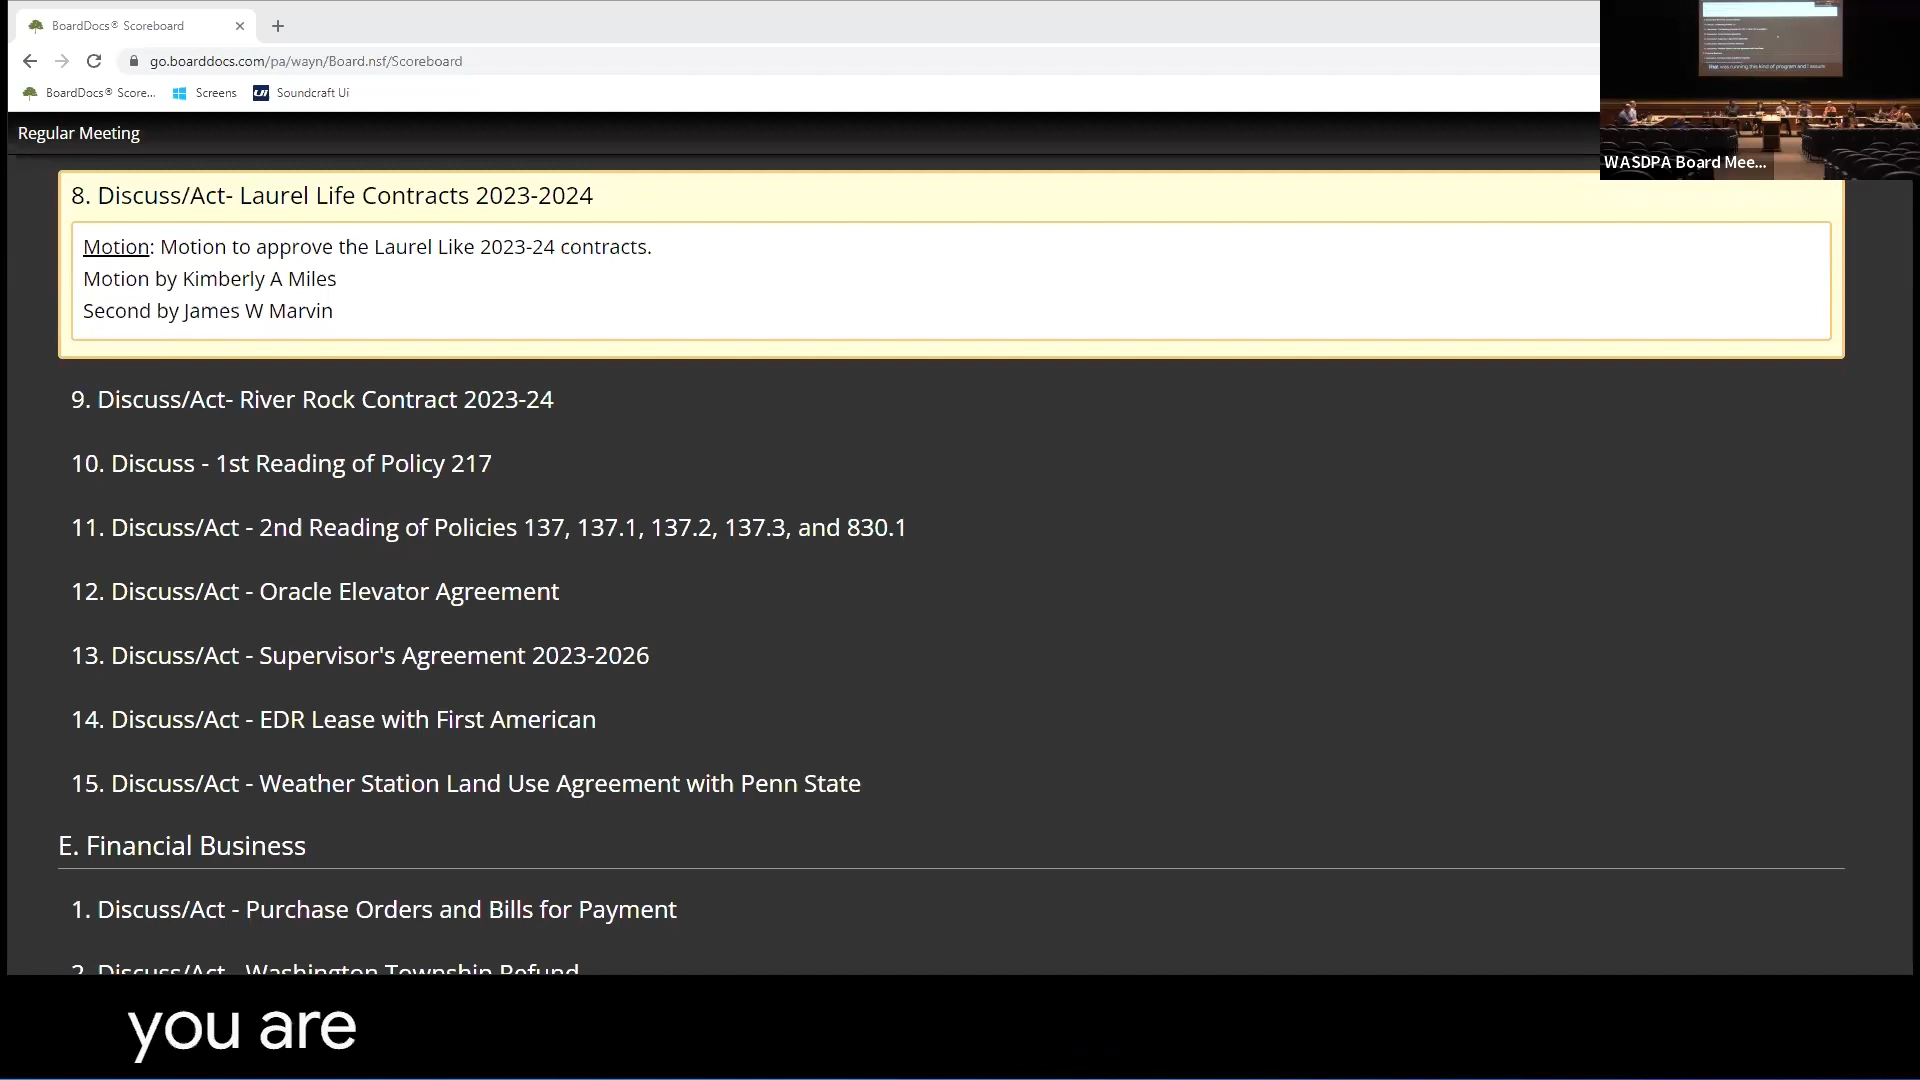 BoardDocs® Scoreboard
go.boarddocs.com/pa/wayn/Board.nsf/Scoreboard
BoardDocs® Score... Screens Soundcraft Ui
Regular Meeting
WASDPA Board Mee...
8. Discuss/Act- Laurel Life Contracts 2023-2024
Motion: Motion to approve the Laurel Like 2023-24 contracts.
Motion by Kimberly A Miles
Second by James W Marvin
9. Discuss/Act- River Rock Contract 2023-24
10. Discuss - 1st Reading of Policy 217
11. Discuss/Act - 2nd Reading of Policies 137, 137.1, 137.2, 137.3, and 830.1
12. Discuss/Act - Oracle Elevator Agreement
13. Discuss/Act - Supervisor's Agreement 2023-2026
14. Discuss/Act - EDR Lease with First American
15. Discuss/Act - Weather Station Land Use Agreement with Penn State
E. Financial Business
1. Discuss/Act - Purchase Orders and Bills for Payment
2. Discuss/Act - Washington Township Refund
you are